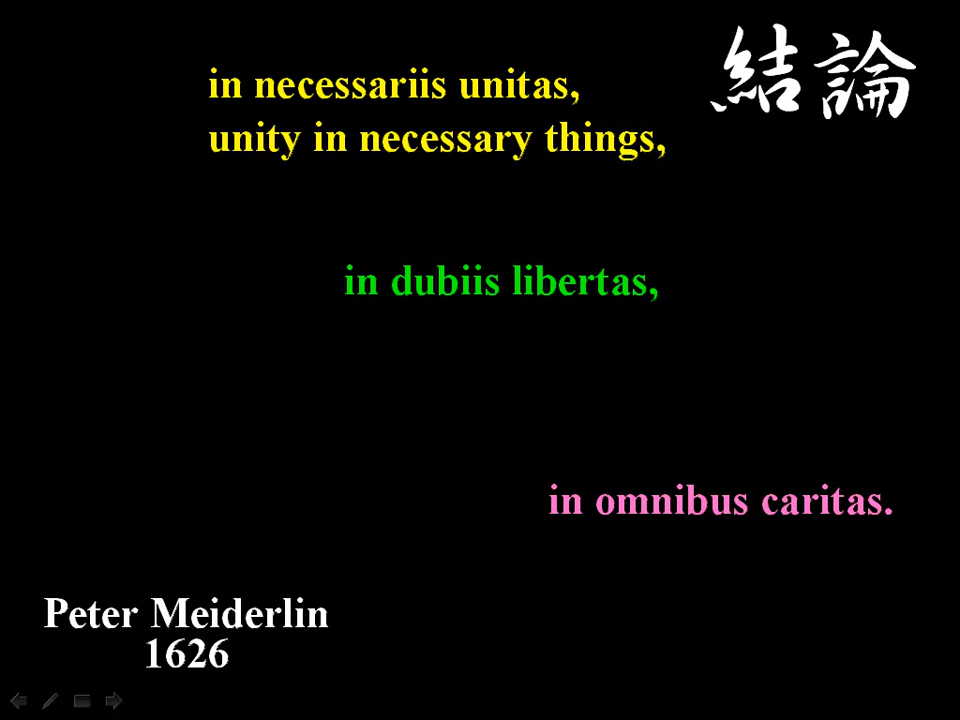 結論
in necessariis unitas,
unity in necessary things,
in dubiis libertas,
in omnibus caritas.
Peter Meiderlin
1626